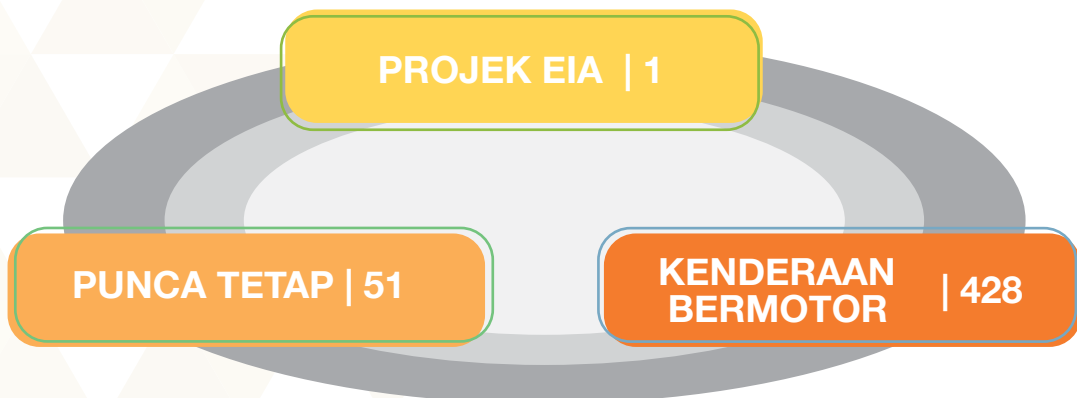 PROJEK EIA | 1
PUNCA TETAP | 51
KENDERAAN
BERMOTOR | 428